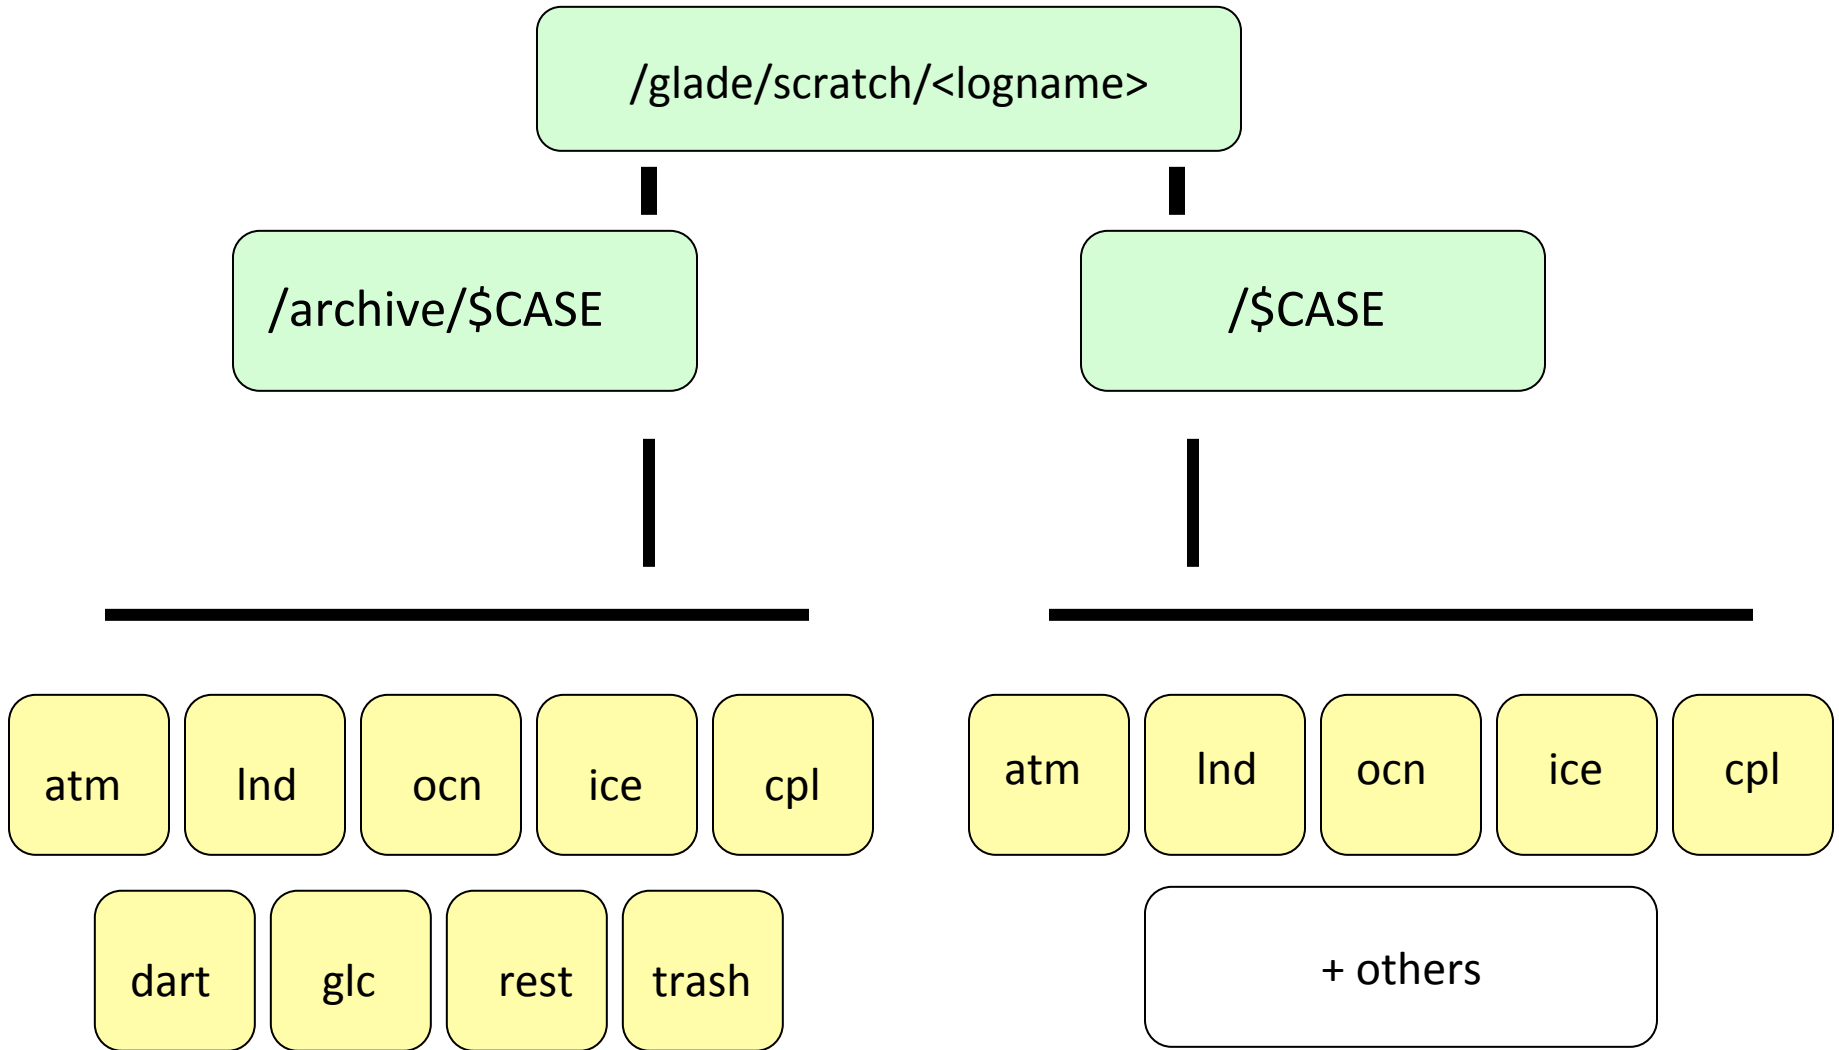 /glade/scratch/<logname>
/archive/$CASE
/$CASE
atm
lnd
ocn
ice
cpl
atm
lnd
ocn
ice
cpl
dart
glc
rest
trash
+ others